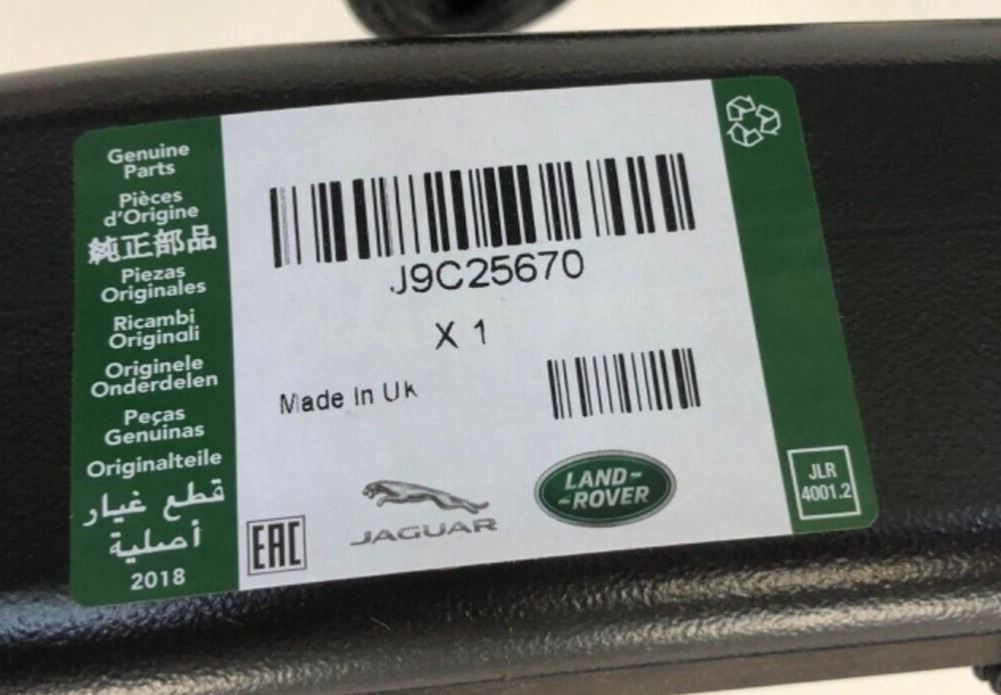 Genuine
Parts
Pièces
d'Origine
純正部品
Piezas
Originales
Ricambi
Originali
Originele
Onderdelen
Peças
Genuinas
Originalteile
قطع غيار
أصلية
2018
J9C25670
X 1
Made In Uk
EAC
JAGUAR
LAND-
-ROVER
JLR
4001.2